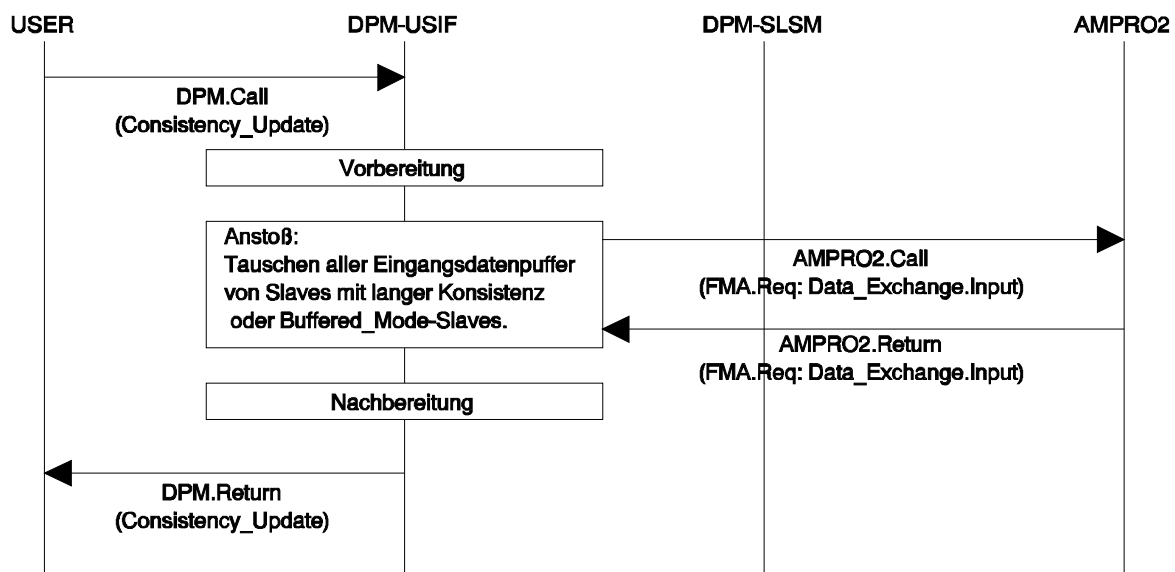 USER DPM-USIF DPM-SLSM AMPRO2
DPM.Call
(Consistency_Update)
Vorbereitung
Anstoß:
Tauschen aller Eingangsdatenpuffer
von Slaves mit langer Konsistenz
oder Buffered_Mode-Slaves.
AMPRO2.Call
(FMA.Req: Data_Exchange.Input)
AMPRO2.Return
(FMA.Req: Data_Exchange.Input)
Nachbereitung
DPM.Return
(Consistency_Update)